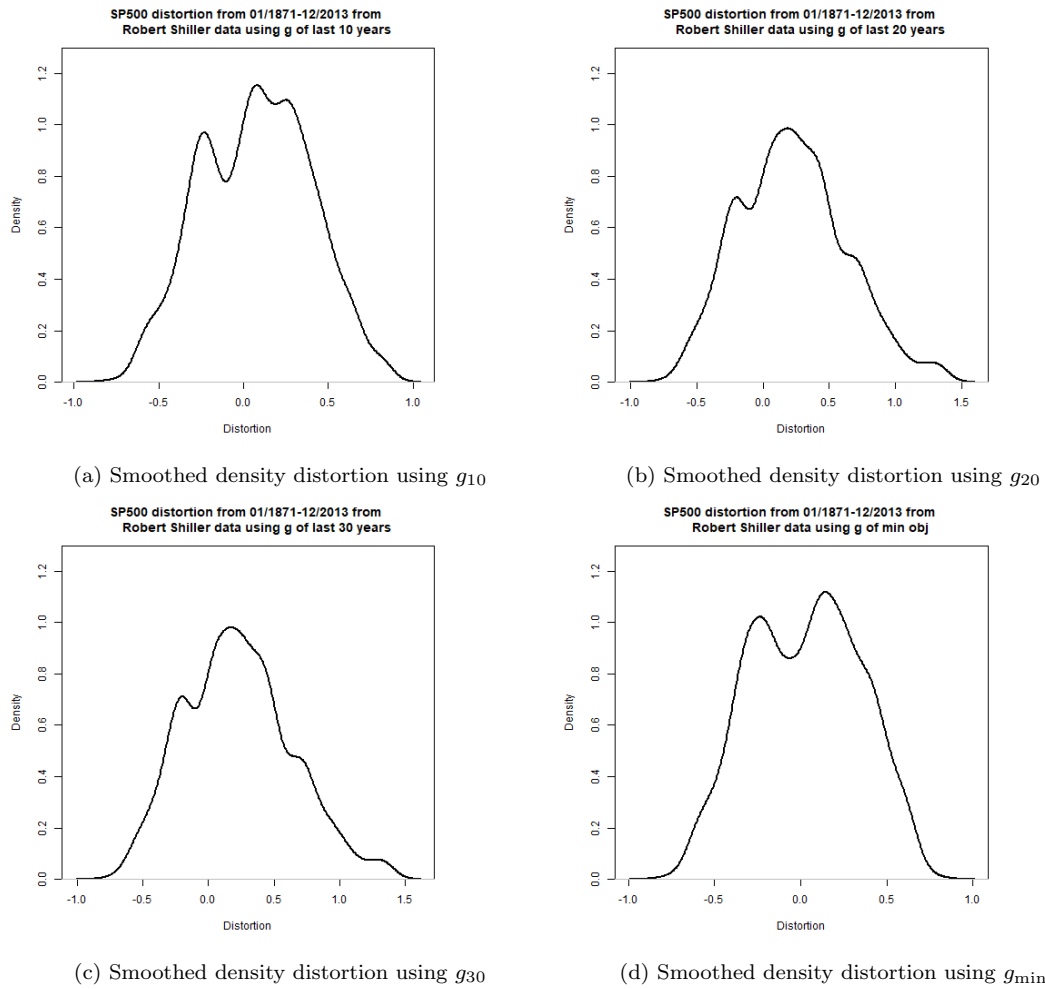 SP500 distortion from 01/1871-12/2013 from
Robert Shiller data using g of last 10 years
Density
0.0 0.2 0.4 0.6 0.8 1.0 1.2
-1.0 -0.5 0.0 0.5 1.0
Distortion
(a) Smoothed density distortion using g10
SP500 distortion from 01/1871-12/2013 from
Robert Shiller data using g of last 20 years
Density
0.0 0.2 0.4 0.6 0.8 1.0 1.2
-1.0 -0.5 0.0 0.5 1.0 1.5
Distortion
(b) Smoothed density distortion using g20
SP500 distortion from 01/1871-12/2013 from
Robert Shiller data using g of last 30 years
Density
0.0 0.2 0.4 0.6 0.8 1.0 1.2
-1.0 -0.5 0.0 0.5 1.0 1.5
Distortion
(c) Smoothed density distortion using g30
SP500 distortion from 01/1871-12/2013 from
Robert Shiller data using g of min obj
Density
0.0 0.2 0.4 0.6 0.8 1.0 1.2
-1.0 -0.5 0.0 0.5 1.0
Distortion
(d) Smoothed density distortion using gmin